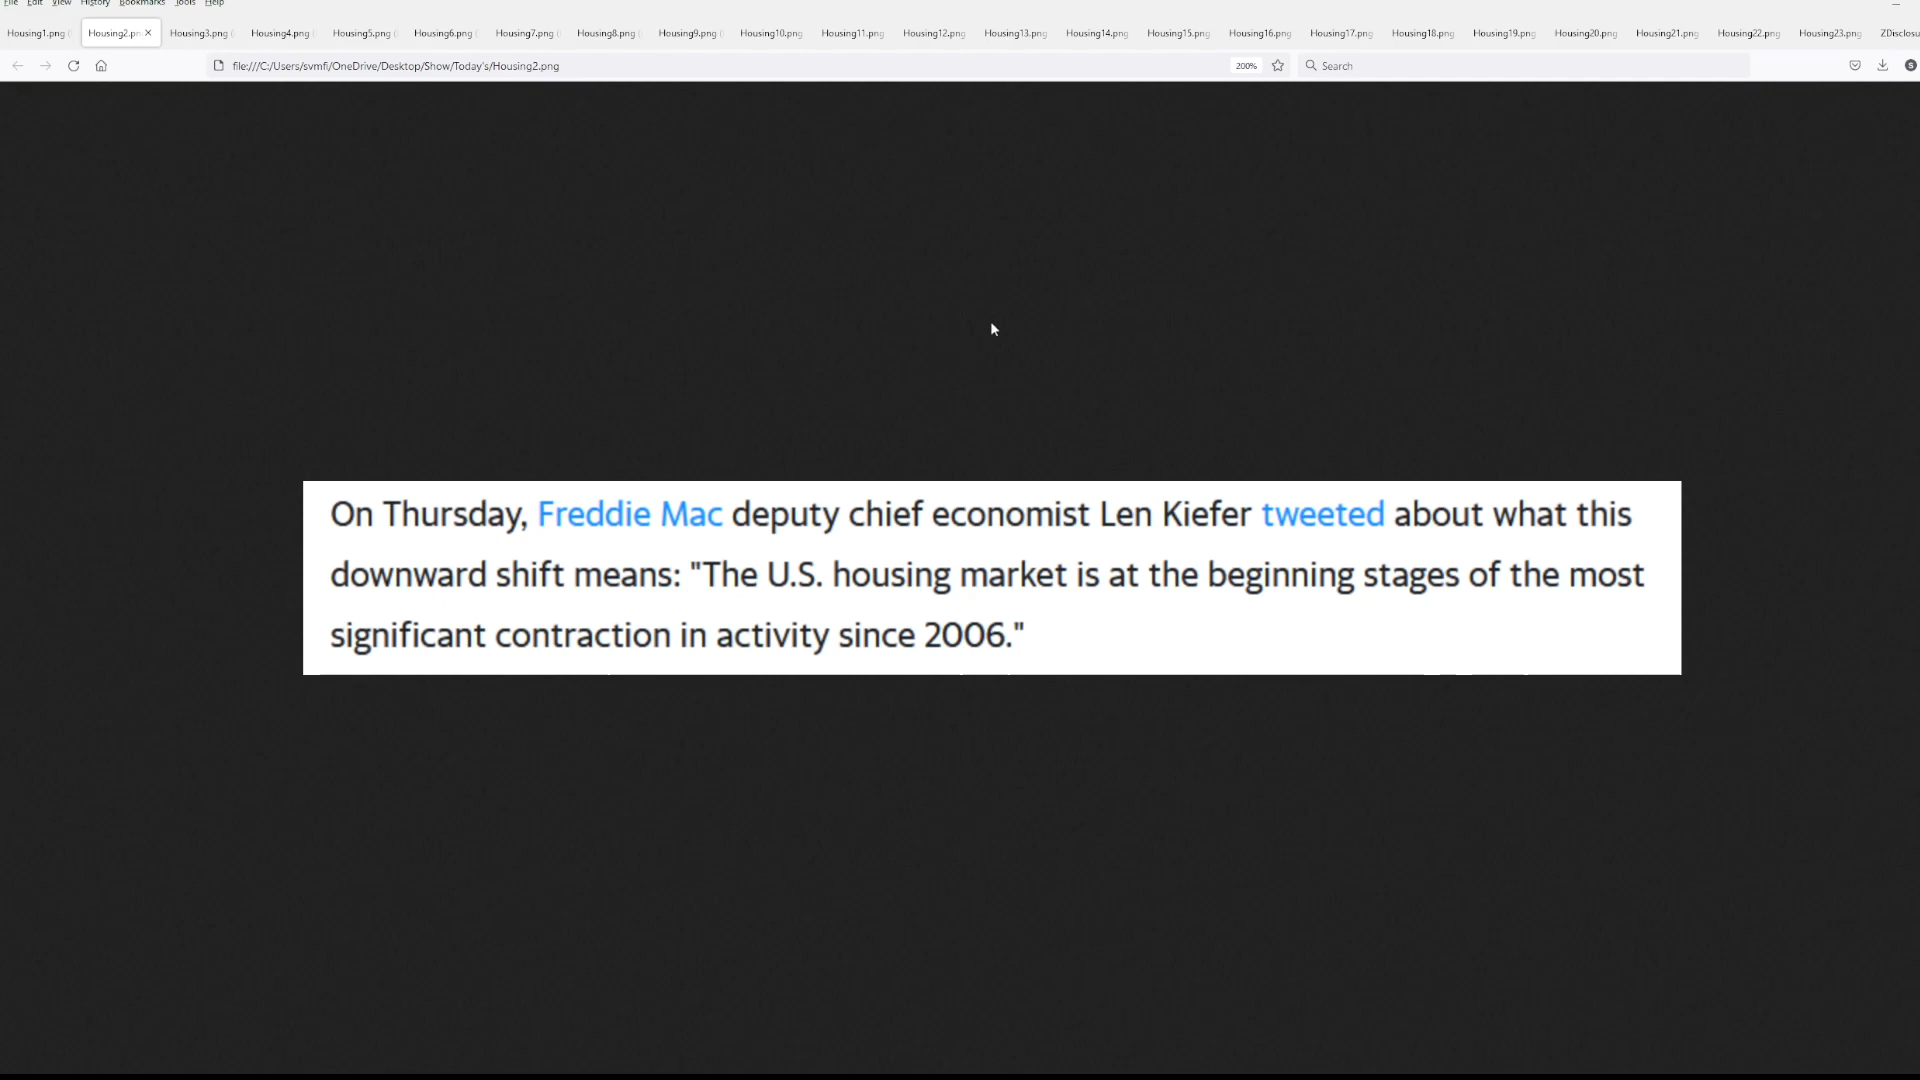 File Edit View History Bookmarks Tools Help
Housing1.png Housing2.pn Housing3.png Housing4.png Housing5.png Housing6.png Housing7.png Housing8.png Housing9.png Housing10.png Housing11.png Housing12.png Housing13.png Housing14.png Housing15.png Housing16.png Housing17.png Housing18.png Housing19.png Housing20.png Housing21.png Housing22.png Housing23.png ZDisclosu
file:///C:/Users/svmfi/OneDrive/Desktop/Show/Today's/Housing2.png 200% Search S
On Thursday, Freddie Mac deputy chief economist Len Kiefer tweeted about what this
downward shift means: "The U.S. housing market is at the beginning stages of the most
significant contraction in activity since 2006."